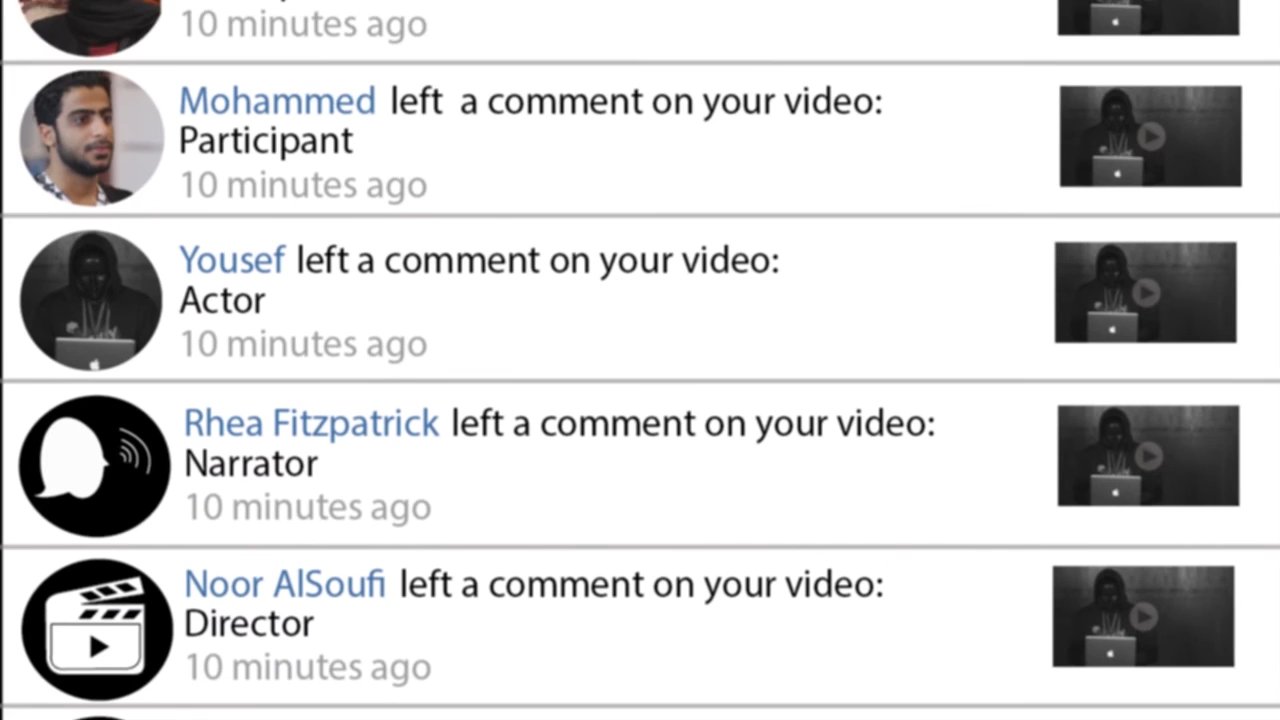 10 minutes ago
Mohammed left a comment on your video:
Participant
10 minutes ago
Yousef left a comment on your video:
Actor
10 minutes ago
Rhea Fitzpatrick left a comment on your video:
Narrator
10 minutes ago
Noor AlSoufi left a comment on your video:
Director
10 minutes ago